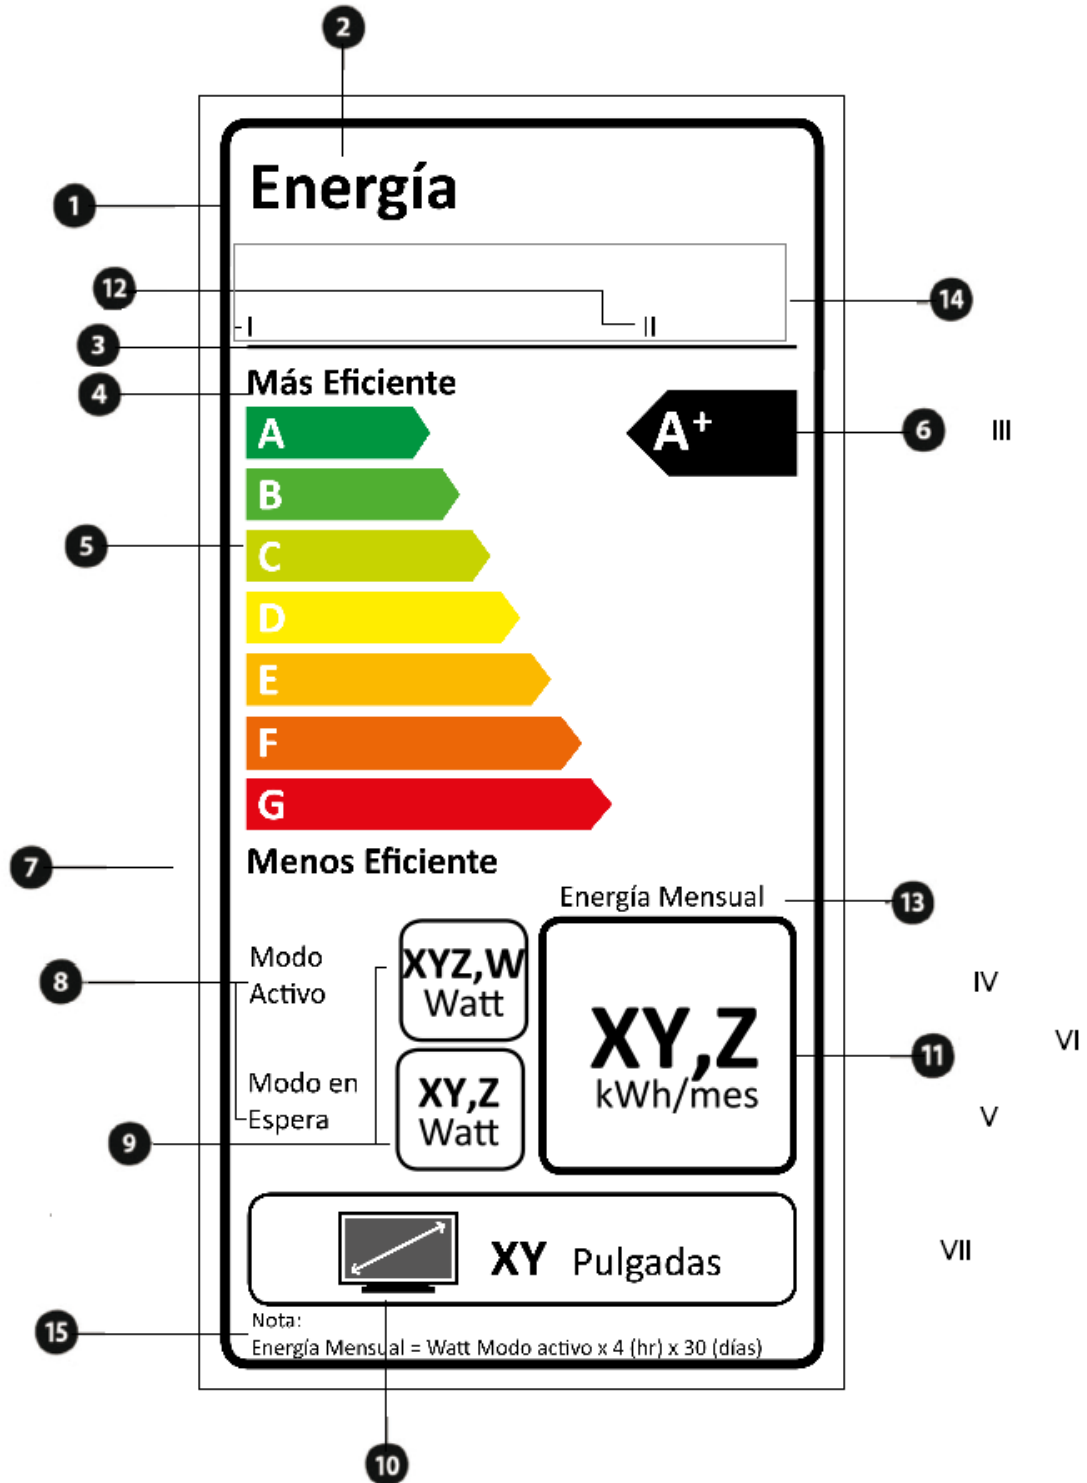 2
Energía
1
12
14
I
II
3
Más Eficiente
4
A
A+
6
III
B
5
C
D
E
F
G
7
Menos Eficiente
Energía Mensual
13
Modo
Activo
8
XYZ,W
Watt
IV
XY,Z
kWh/mes
11
VI
Modo en
Espera
XY,Z
Watt
V
9
XY Pulgadas
VII
Nota:
15
Energía Mensual = Watt Modo activo x 4 (hr) x 30 (días)
10